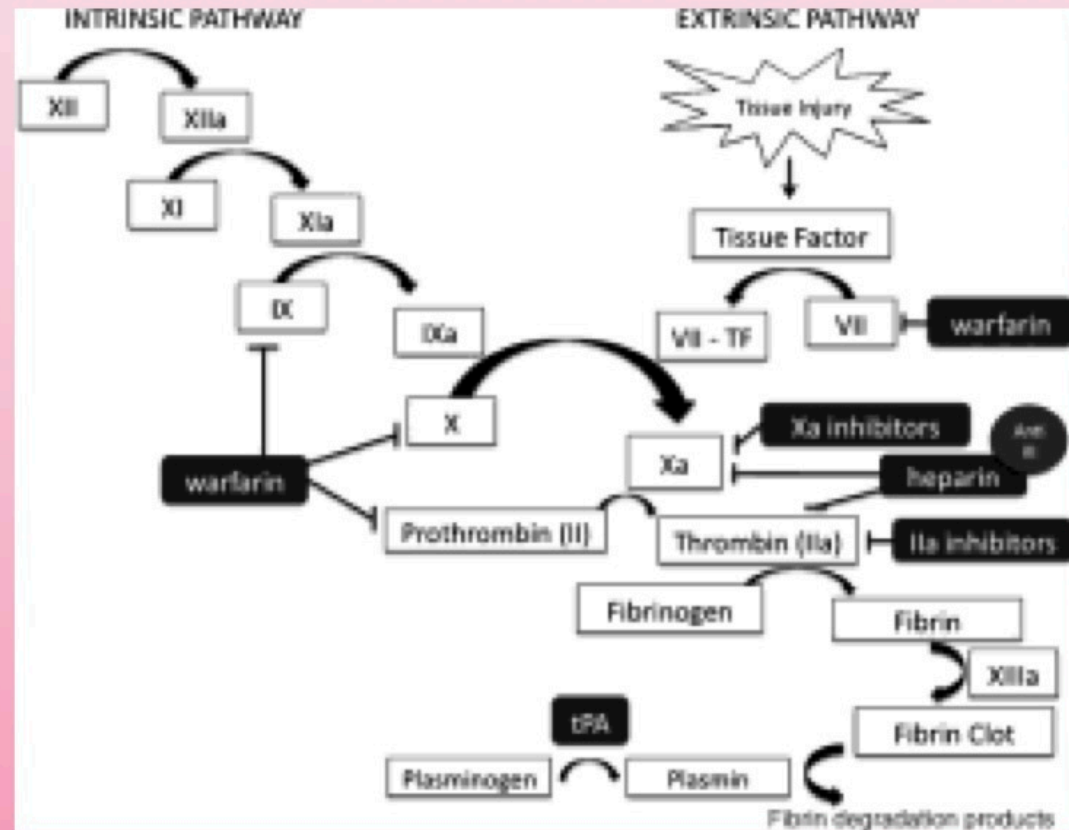 INTRINSIC PATHWAY
EXTRINSIC PATHWAY
XII
XIIa
Tissue Injury
XI
XIa
Tissue Factor
IX
IXa
VII - TF
VII
warfarin
X
Xa inhibitors
Xa
heparin
warfarin
Prothrombin (II)
Thrombin (IIa)
IIa inhibitors
Fibrinogen
Fibrin
XIIIa
tPA
Fibrin Clot
Plasminogen
Plasmin
Fibrin degradation products